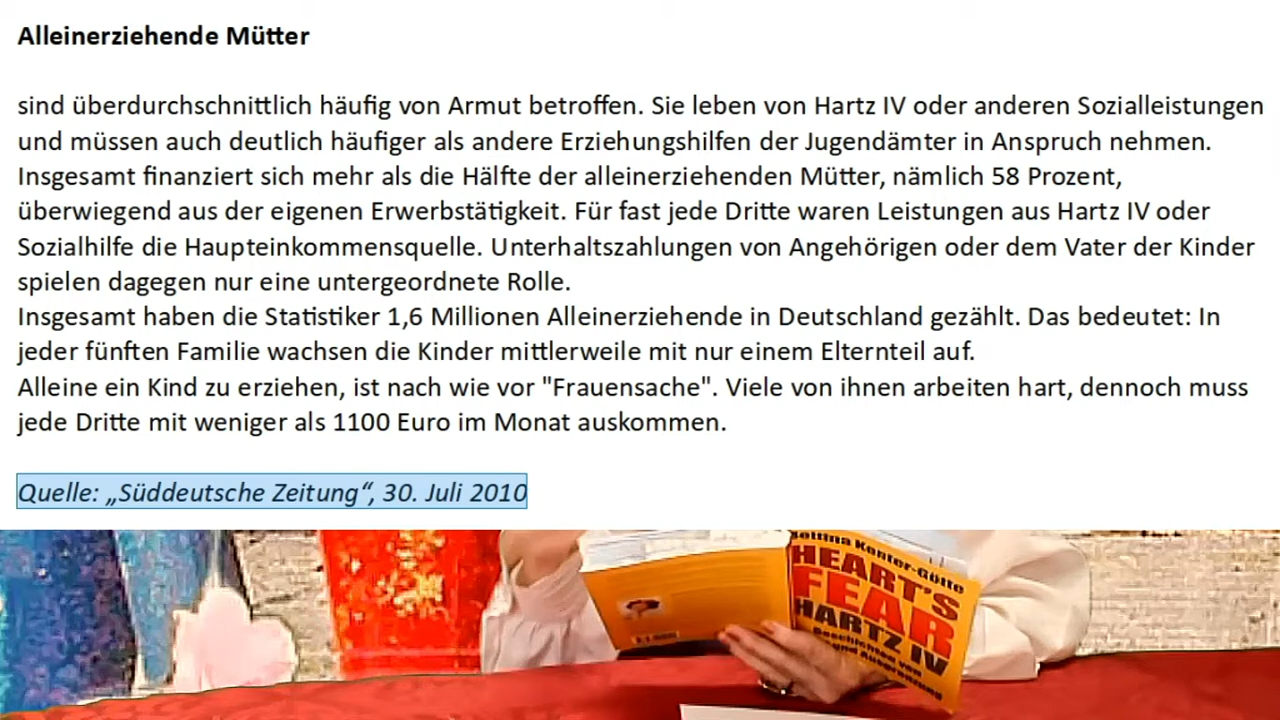 Alleinerziehende Mütter
sind überdurchschnittlich häufig von Armut betroffen. Sie leben von Hartz IV oder anderen Sozialleistungen
und müssen auch deutlich häufiger als andere Erziehungshilfen der Jugendämter in Anspruch nehmen.
Insgesamt finanziert sich mehr als die Hälfte der alleinerziehenden Mütter, nämlich 58 Prozent,
überwiegend aus der eigenen Erwerbstätigkeit. Für fast jede Dritte waren Leistungen aus Hartz IV oder
Sozialhilfe die Haupteinkommensquelle. Unterhaltszahlungen von Angehörigen oder dem Vater der Kinder
spielen dagegen nur eine untergeordnete Rolle.
Insgesamt haben die Statistiker 1,6 Millionen Alleinerziehende in Deutschland gezählt. Das bedeutet: In
jeder fünften Familie wachsen die Kinder mittlerweile mit nur einem Elternteil auf.
Alleine ein Kind zu erziehen, ist nach wie vor "Frauensache". Viele von ihnen arbeiten hart, dennoch muss
jede Dritte mit weniger als 1100 Euro im Monat auskommen.
Quelle: „Süddeutsche Zeitung“, 30. Juli 2010
Bettina Kenter-Götte
HEART'S
FEAR
HARTZ IV
Geschichten von
und Ausgrenzung